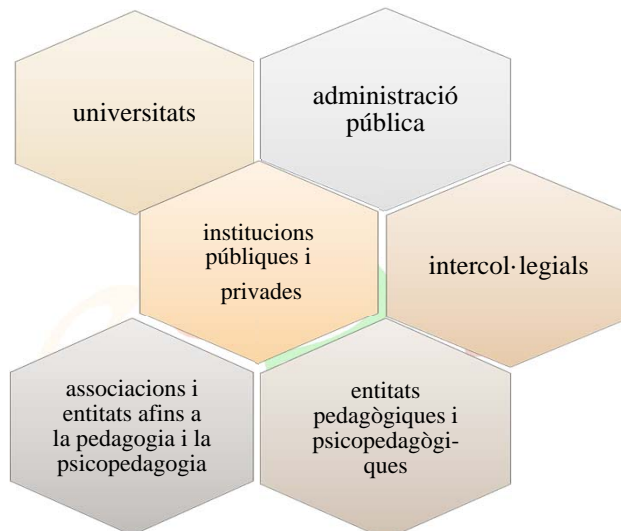 universitats
administració
pública
institucions
públiques i
privades
intercol·legials
associacions i
entitats afins a
la pedagogia i la
psicopedagogia
entitats
pedagògiques i
psicopedagògi-
ques